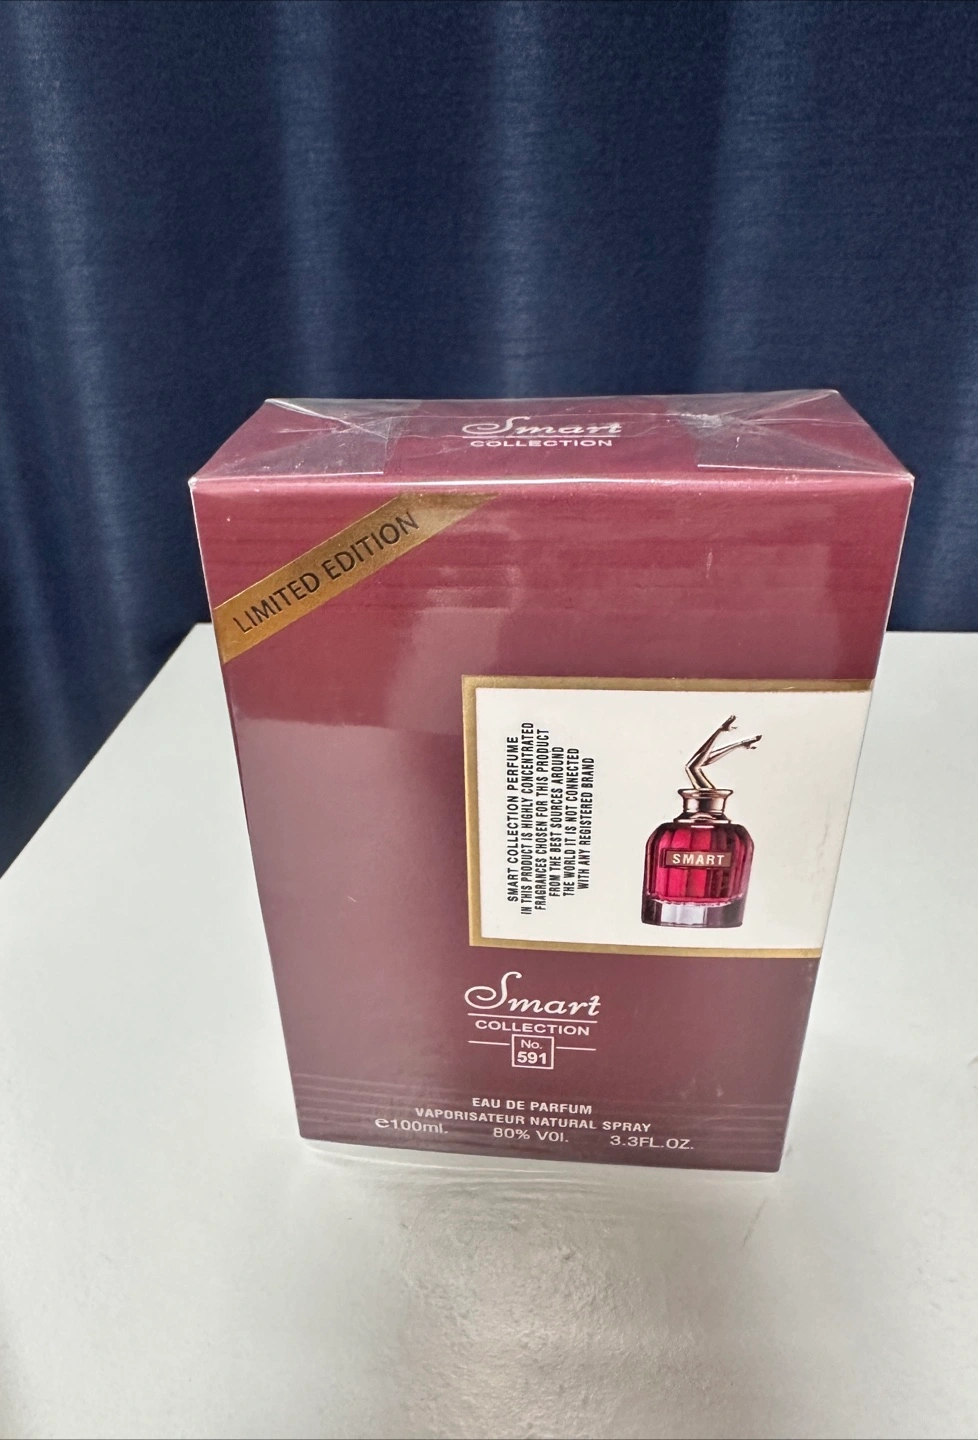 Smart
COLLECTION
LIMITED EDITION
SMART COLLECTION PERFUME
IN THIS PRODUCT IS HIGHLY CONCENTRATED
FRAGRANCES CHOSEN FOR THIS PRODUCT
FROM THE BEST SOURCES AROUND
THE WORLD IT IS NOT CONNECTED
WITH ANY REGISTERED BRAND
SMART
Smart
COLLECTION
No.
591
EAU DE PARFUM
VAPORISATEUR NATURAL SPRAY
e100ml. 80% VOl. 3.3FL.OZ.